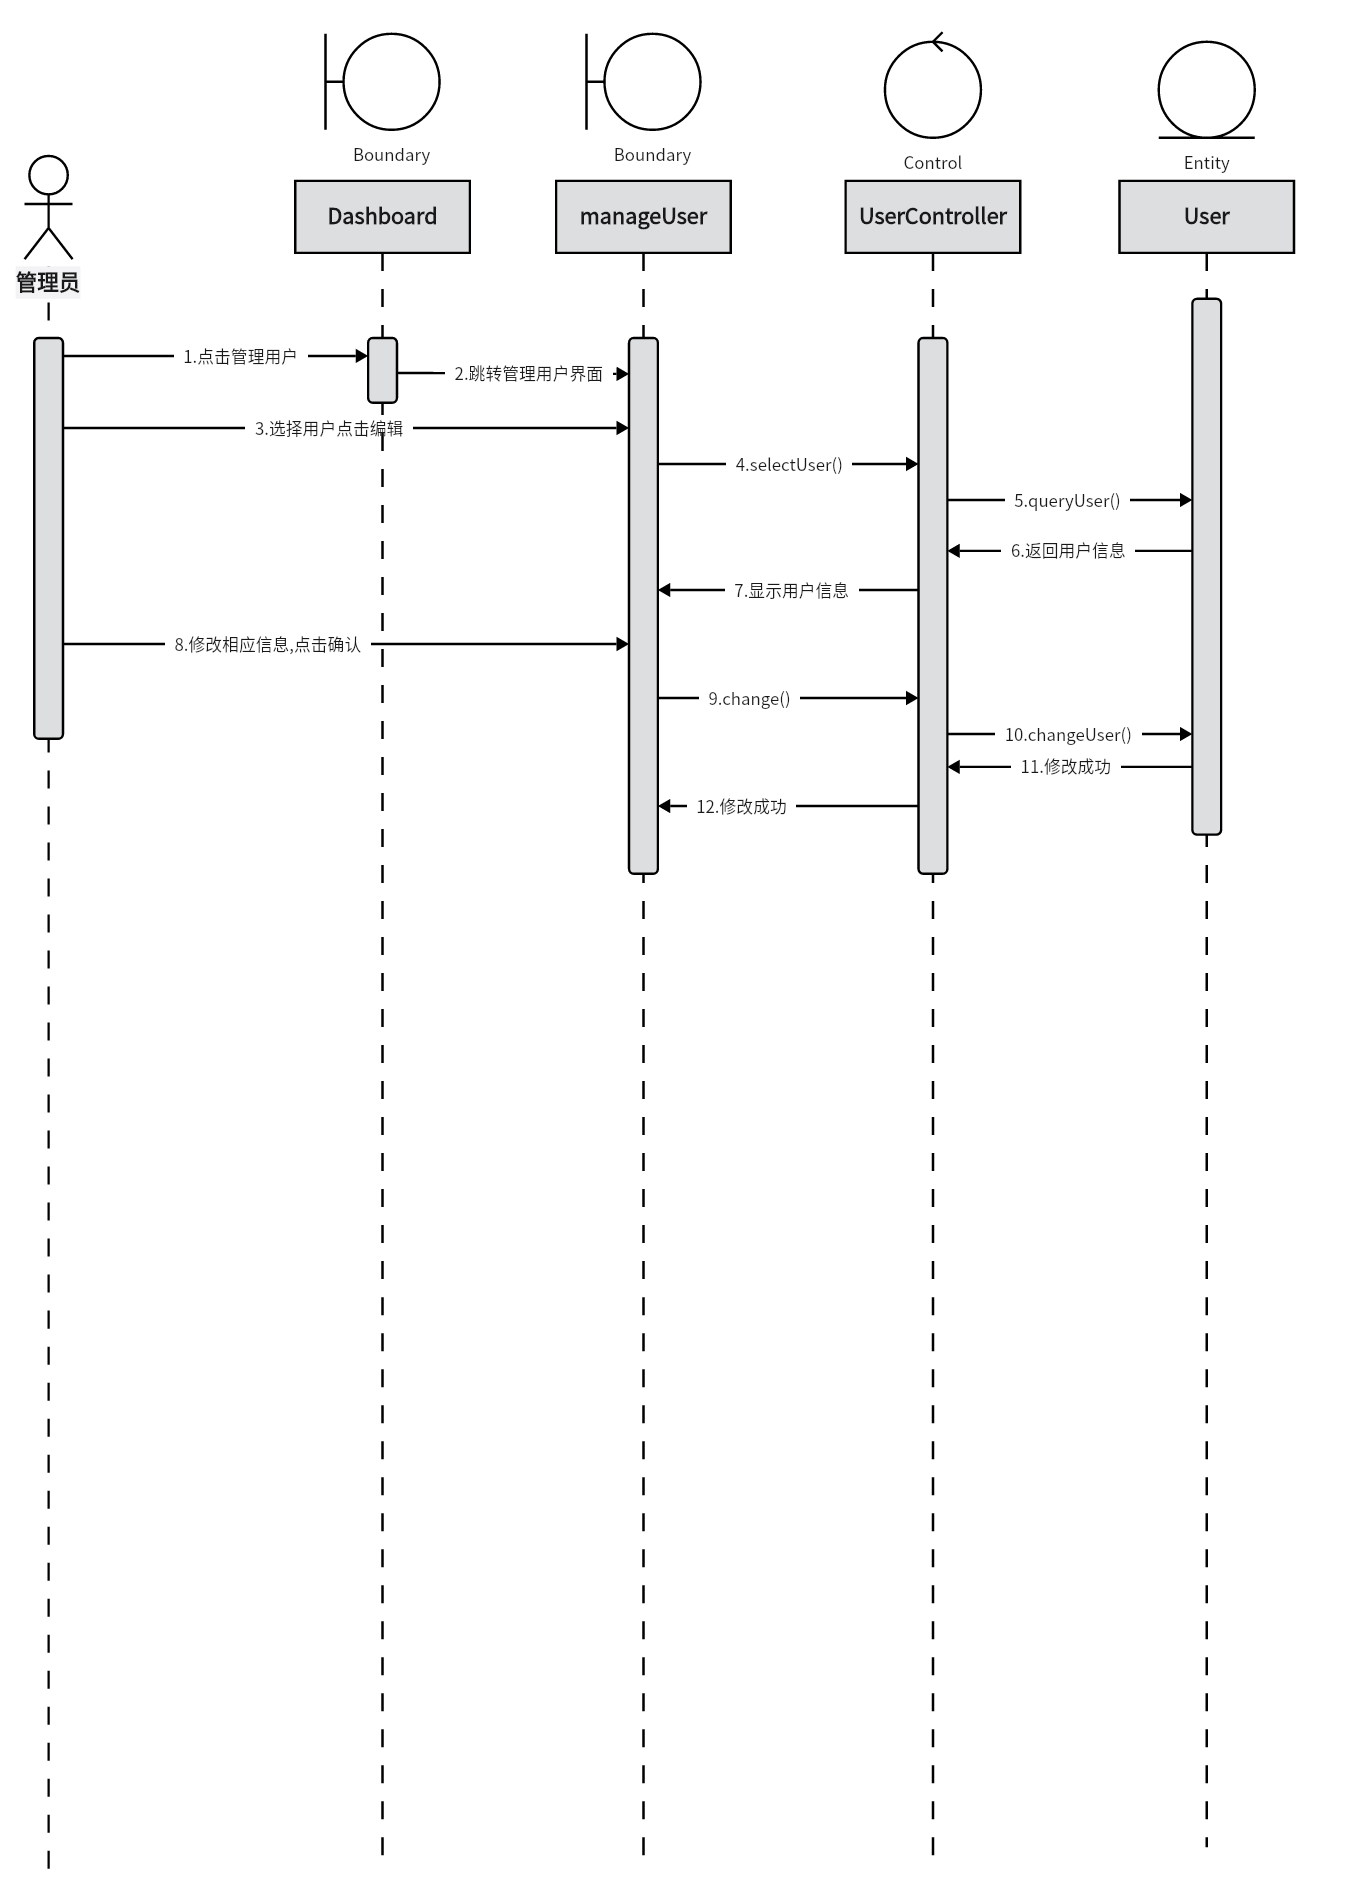 Boundary
Boundary
Control
Entity
Dashboard
manageUser
UserController
User
管理员
1.点击管理用户
2.跳转管理用户界面
3.选择用户点击编辑
4.selectUser()
5.queryUser()
6.返回用户信息
7.显示用户信息
8.修改相应信息,点击确认
9.change()
10.changeUser()
11.修改成功
12.修改成功